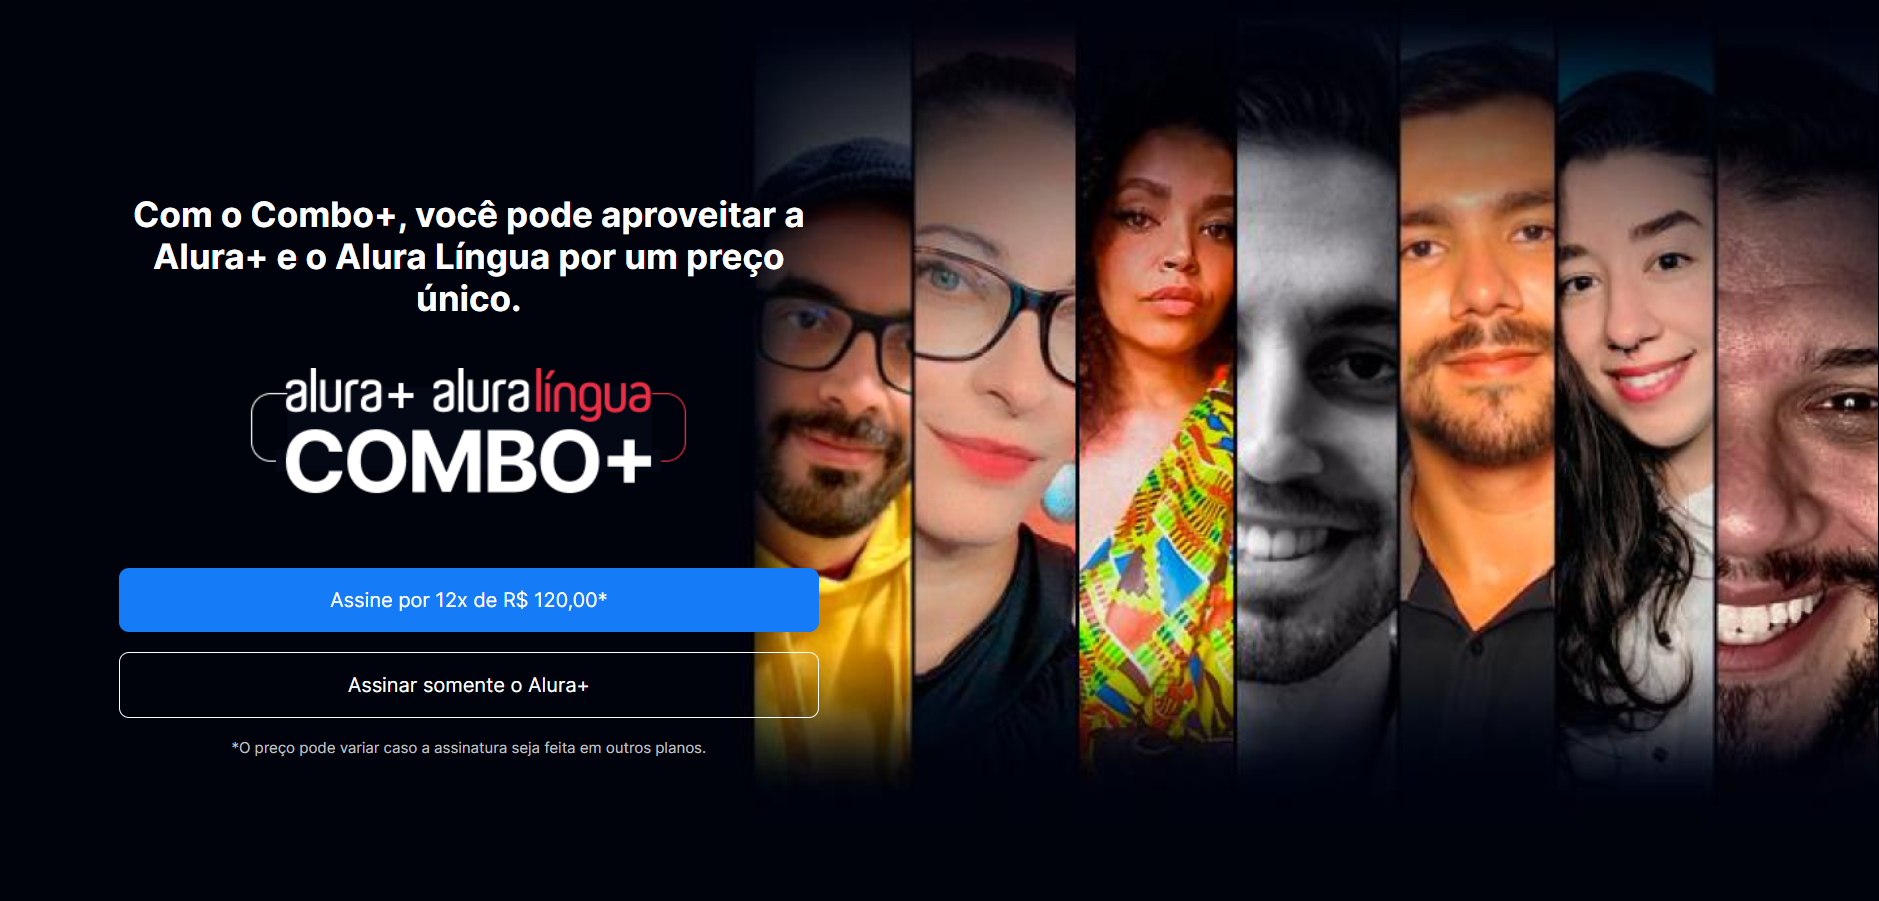 Com o Combo+, você pode aproveitar a
Alura+ e o Alura Língua por um preço
único.
alura+ aluralíngua
COMBO+
Assine por 12x de R$ 120,00*
Assinar somente o Alura+
*O preço pode variar caso a assinatura seja feita em outros planos.